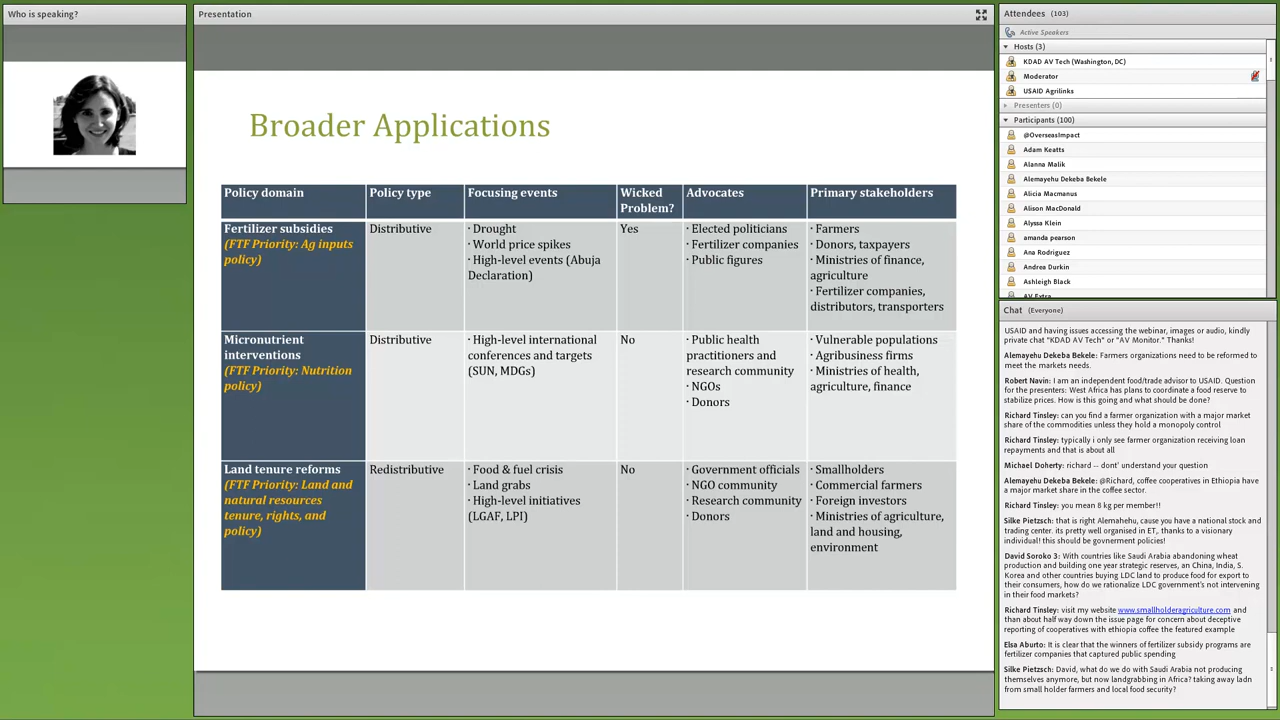 Who is speaking?
Presentation
Broader Applications
Policy domain
Policy type
Focusing events
Wicked
Problem?
Advocates
Primary stakeholders
Fertilizer subsidies
(FTF Priority: Ag inputs
policy)
Distributive
· Drought
· World price spikes
· High-level events (Abuja
Declaration)
Yes
· Elected politicians
· Fertilizer companies
· Public figures
· Farmers
· Donors, taxpayers
· Ministries of finance,
agriculture
· Fertilizer companies,
distributors, transporters
Micronutrient
interventions
(FTF Priority: Nutrition
policy)
Distributive
· High-level international
conferences and targets
(SUN, MDGs)
No
· Public health
practitioners and
research community
· NGOs
· Donors
· Vulnerable populations
· Agribusiness firms
· Ministries of health,
agriculture, finance
Land tenure reforms
(FTF Priority: Land and
natural resources
tenure, rights, and
policy)
Redistributive
· Food & fuel crisis
· Land grabs
· High-level initiatives
(LGAF, LPI)
No
· Government officials
· NGO community
· Research community
· Donors
· Smallholders
· Commercial farmers
· Foreign investors
· Ministries of agriculture,
land and housing,
environment
Attendees (103)
Active Speakers
Hosts (3)
KDAD AV Tech (Washington, DC)
Moderator
USAID Agrilinks
Presenters (0)
Participants (100)
@OverseasImpact
Adam Keatts
Alanna Malik
Alemayehu Dekeba Bekele
Alicia Macmanus
Alison MacDonald
Alyssa Klein
amanda pearson
Ana Rodriguez
Andrea Durkin
Ashleigh Black
AV Extra
Chat (Everyone)
USAID and having issues accessing the webinar, images or audio, kindly
private chat "KDAD AV Tech" or "AV Monitor." Thanks!
Alemayehu Dekeba Bekele: Farmers organizations need to be reformed to
meet the markets needs.
Robert Navin: I am an independent food/trade advisor to USAID. Question
for the presenters: West Africa has plans to coordinate a food reserve to
stabilize prices. How is this going and what should be done?
Richard Tinsley: can you find a farmer organization with a major market
share of the commodities unless they hold a monopoly control
Richard Tinsley: typically i only see farmer organization receiving loan
repayments and that is about all
Michael Doherty: richard -- dont' understand your question
Alemayehu Dekeba Bekele: @Richard, coffee cooperatives in Ethiopia have
a major market share in the coffee sector.
Richard Tinsley: you mean 8 kg per member!!
Silke Pietzsch: that is right Alemahehu, cause you have a national stock and
trading center. its pretty well organised in ET, thanks to a visionary
individual! this should be govnerment policies!
David Soroko 3: With countries like Saudi Arabia abandoning wheat
production and building one year strategic reserves, an China, India, S.
Korea and other countries buying LDC land to produce food for export to
their consumers, how do we rationalize LDC government's not intervening
in their food markets?
Richard Tinsley: visit my website www.smallholderagriculture.com and
than about half way down the issue page for concern about deceptive
reporting of cooperatives with ethiopia coffee the featured example
Elsa Aburto: It is clear that the winners of fertilizer subsidy programs are
fertilizer companies that captured public spending
Silke Pietzsch: David, what do we do with Saudi Arabia not producing
themselves anymore, but now landgrabbing in Africa? taking away ladn
from small holder farmers and local food security?